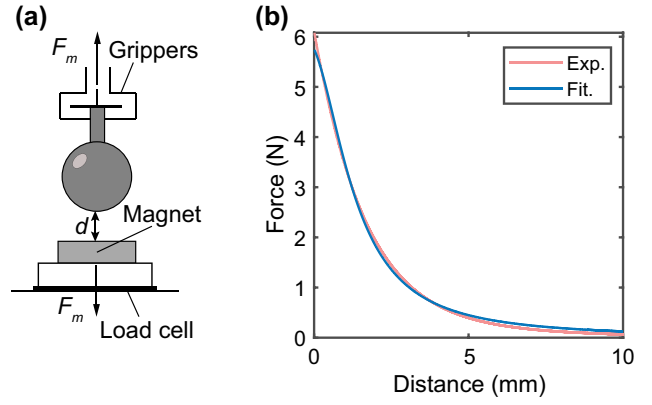 (a)
F_m
Grippers
d
Magnet
F_m
Load cell
(b)
Force (N)
6
5
4
3
2
1
0
0
5
10
Distance (mm)
Exp.
Fit.